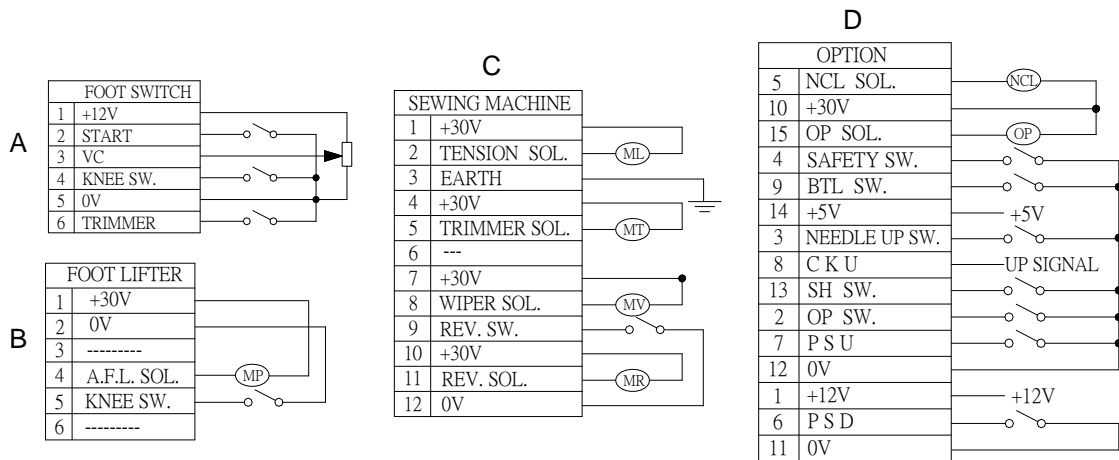 A
FOOT SWITCH
1 +12V
2 START
3 VC
4 KNEE SW.
5 0V
6 TRIMMER
B
FOOT LIFTER
1 +30V
2 0V
3 ---------
4 A.F.L. SOL. MP
5 KNEE SW.
6 ---------
C
SEWING MACHINE
1 +30V
2 TENSION SOL. ML
3 EARTH
4 +30V
5 TRIMMER SOL. MT
6 ---
7 +30V
8 WIPER SOL. MV
9 REV. SW.
10 +30V
11 REV. SOL. MR
12 0V
D
OPTION
5 NCL SOL. NCL
10 +30V
15 OP SOL. OP
4 SAFETY SW.
9 BTL SW.
14 +5V +5V
3 NEEDLE UP SW.
8 C K U UP SIGNAL
13 SH SW.
2 OP SW.
7 P S U
12 0V
1 +12V +12V
6 P S D
11 0V